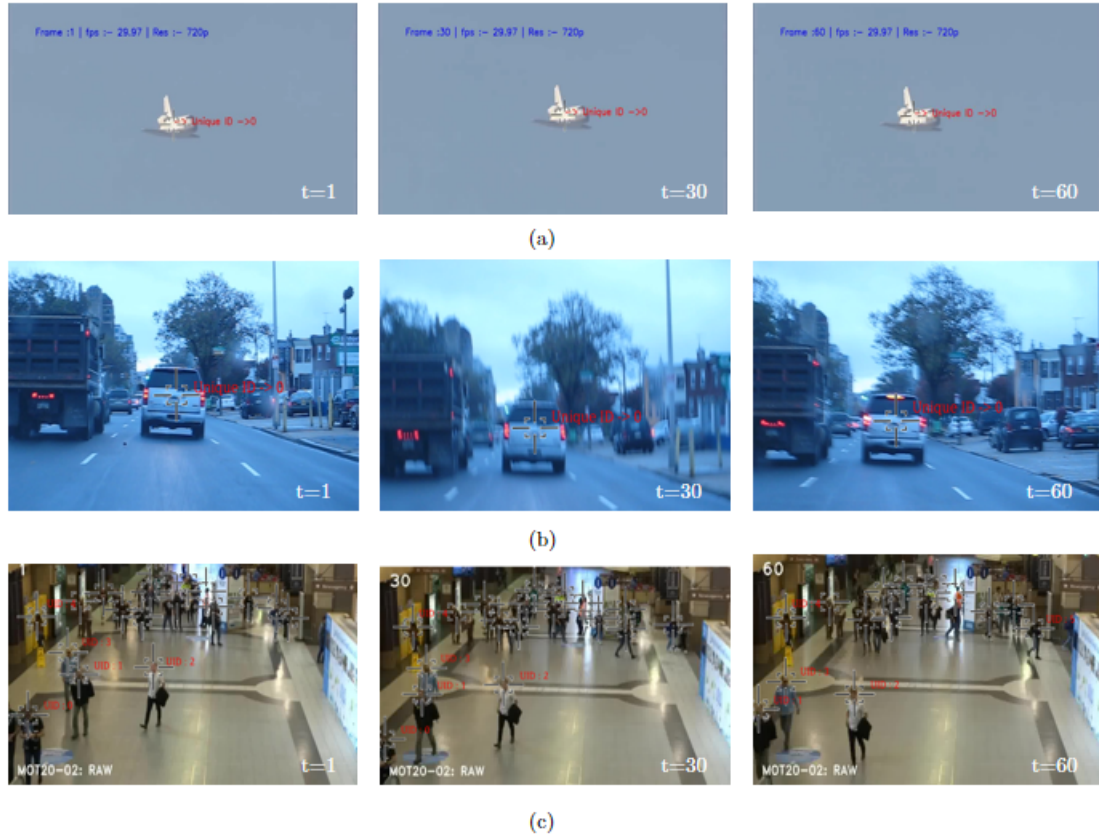 Frame :1 | fps :- 29.97 | Res :- 720p
Unique ID ->0
t=1
Frame :30 | fps :- 29.97 | Res :- 720p
Unique ID ->0
t=30
Frame :60 | fps :- 29.97 | Res :- 720p
Unique ID ->0
t=60
(a)
Unique ID -> 0
t=1
Unique ID -> 0
t=30
Unique ID -> 0
t=60
(b)
UID : 1
UID : 2
MOT20-02: RAW
t=1
30
UID : 2
MOT20-02: RAW
t=30
60
MOT20-02: RAW
t=60
(c)